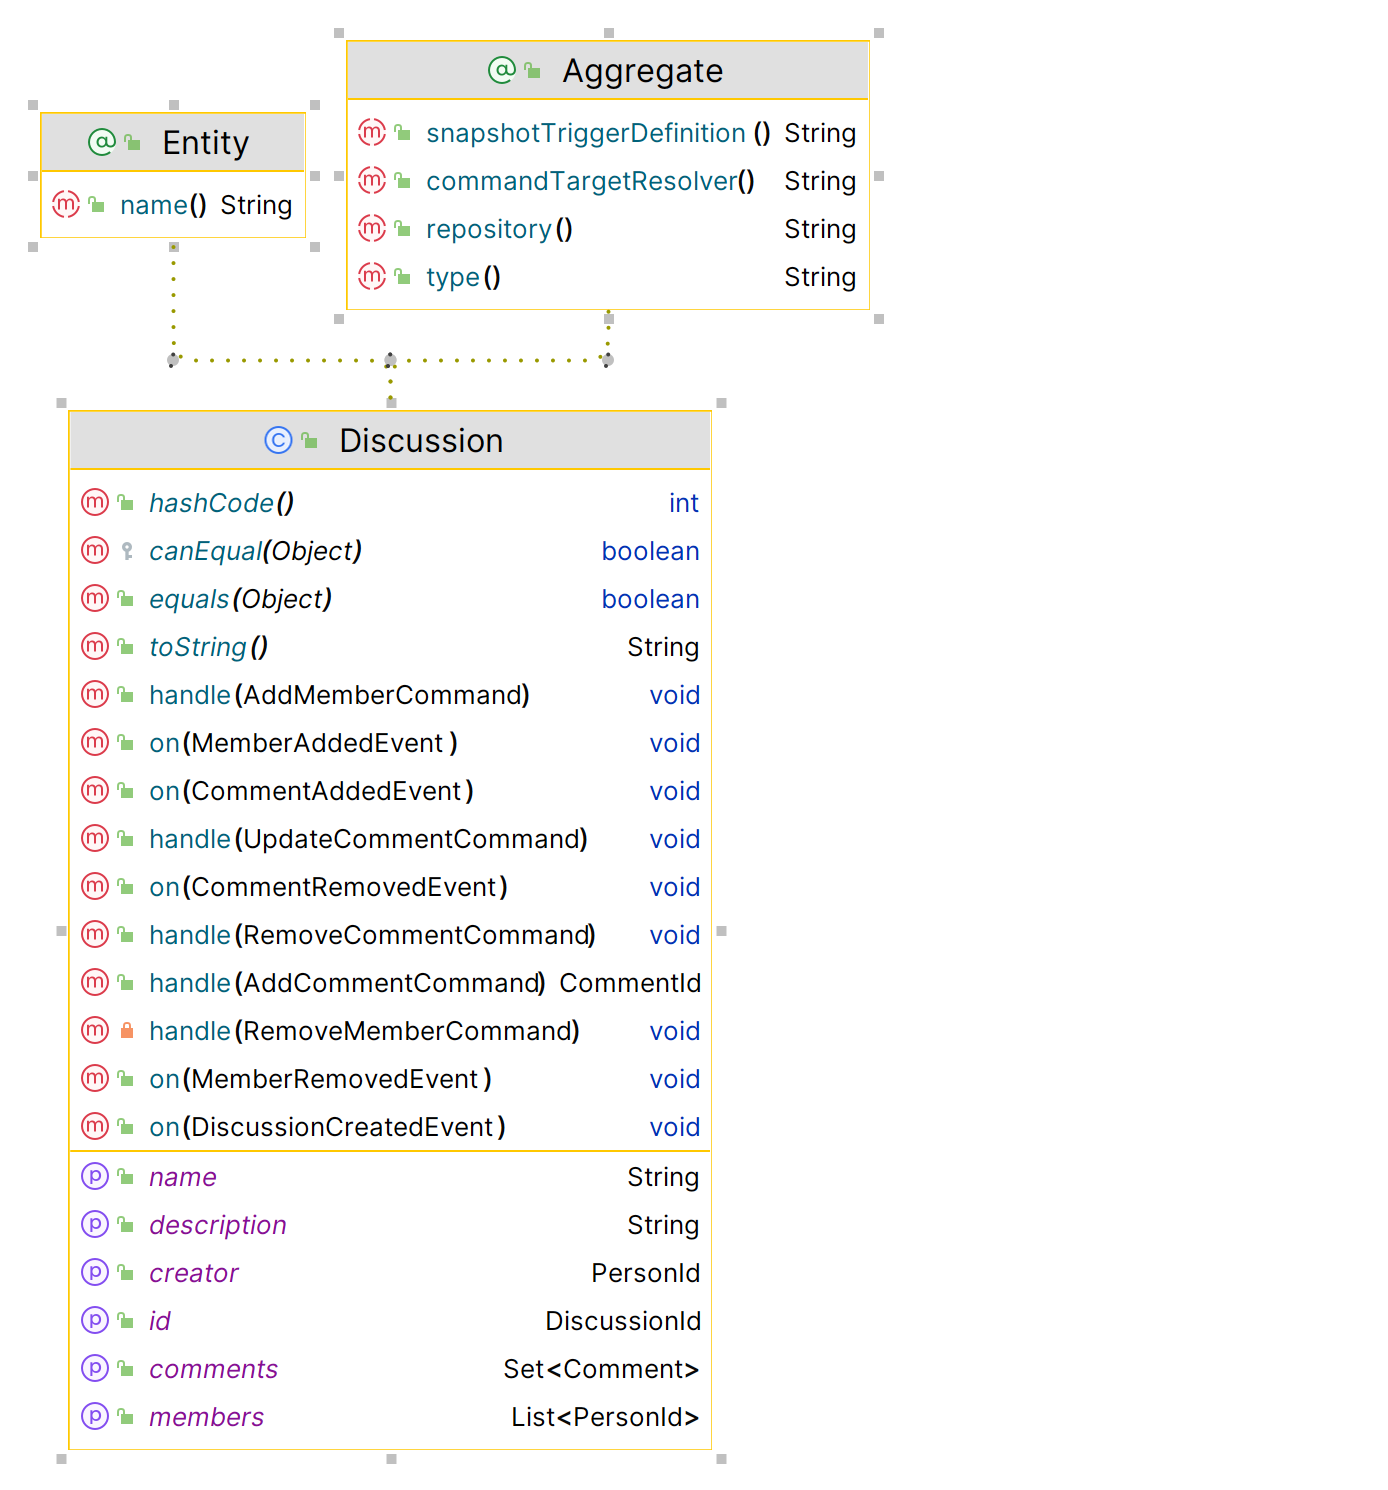 Entity
name() String
Aggregate
snapshotTriggerDefinition () String
commandTargetResolver() String
repository() String
type() String
Discussion
hashCode() int
canEqual(Object) boolean
equals(Object) boolean
toString() String
handle(AddMemberCommand) void
on(MemberAddedEvent ) void
on(CommentAddedEvent ) void
handle(UpdateCommentCommand) void
on(CommentRemovedEvent ) void
handle(RemoveCommentCommand) void
handle(AddCommentCommand) CommentId
handle(RemoveMemberCommand) void
on(MemberRemovedEvent ) void
on(DiscussionCreatedEvent ) void
name String
description String
creator PersonId
id DiscussionId
comments Set<Comment>
members List<PersonId>